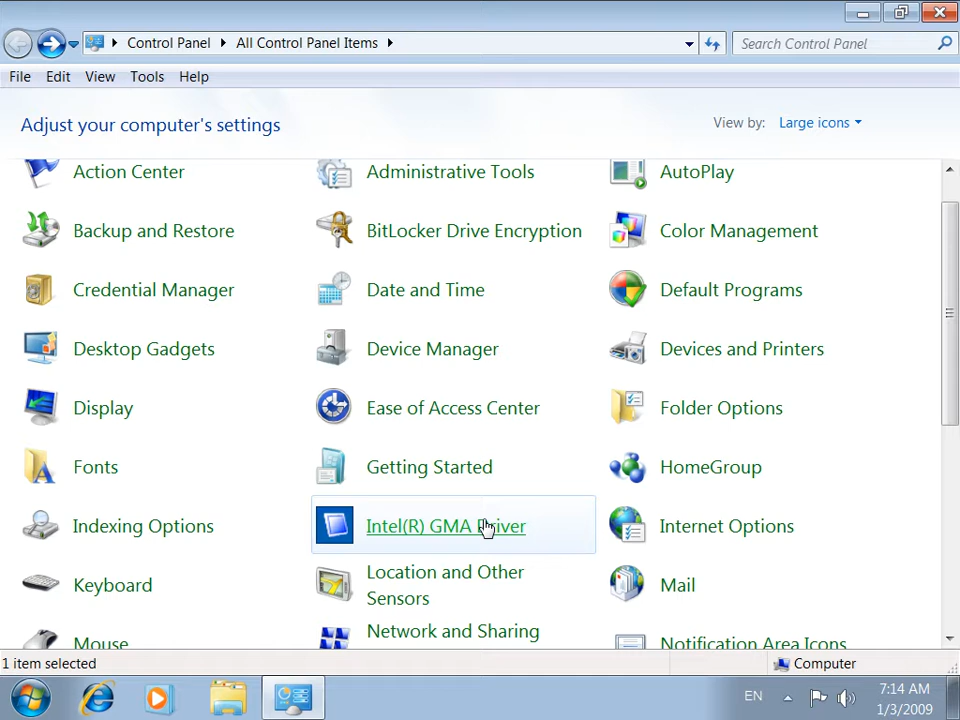 Control Panel
All Control Panel Items
Search Control Panel
File Edit View Tools Help
Adjust your computer's settings
View by: Large icons
Action Center
Administrative Tools
AutoPlay
Backup and Restore
BitLocker Drive Encryption
Color Management
Credential Manager
Date and Time
Default Programs
Desktop Gadgets
Device Manager
Devices and Printers
Display
Ease of Access Center
Folder Options
Fonts
Getting Started
HomeGroup
Indexing Options
Intel(R) GMA Driver
Internet Options
Keyboard
Location and Other
Sensors
Mail
Mouse
Network and Sharing
Notification Area Icons
1 item selected
Computer
EN
7:14 AM
1/3/2009